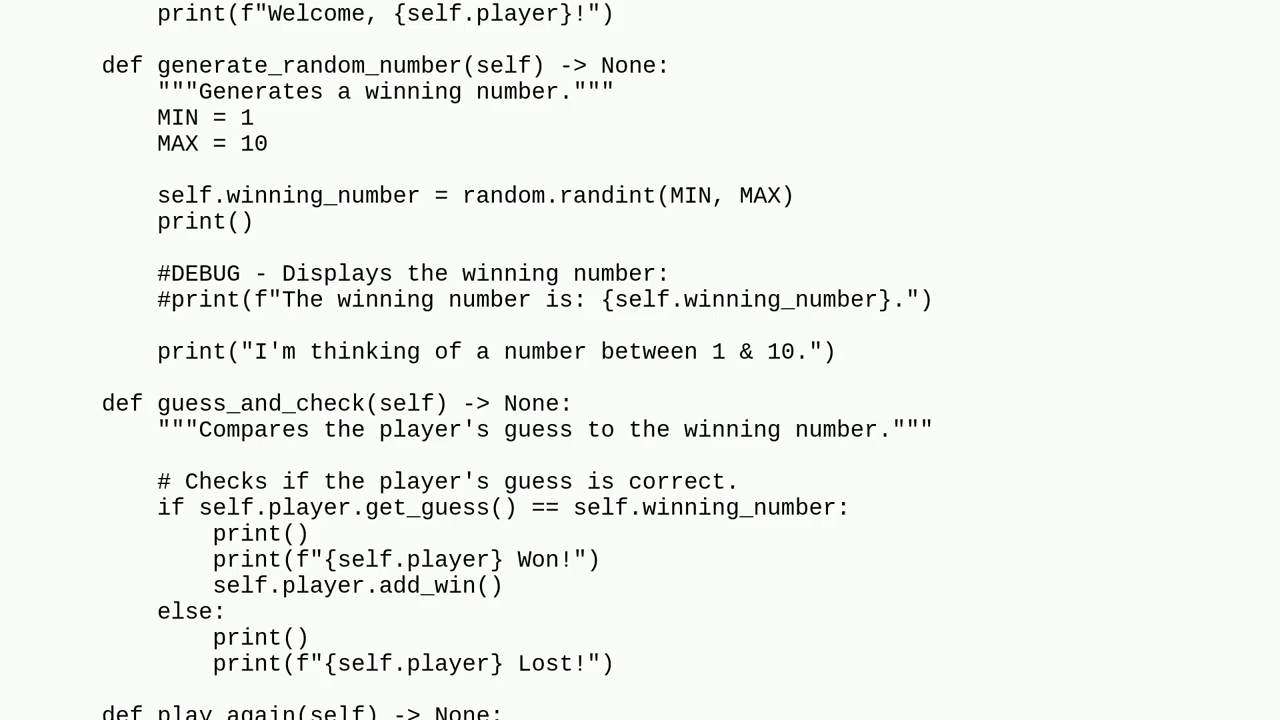 print(f"Welcome, {self.player}!")
def generate_random_number(self) -> None:
"""Generates a winning number."""
MIN = 1
MAX = 10
self.winning_number = random.randint(MIN, MAX)
print()
#DEBUG - Displays the winning number:
#print(f"The winning number is: {self.winning_number}.")
print("I'm thinking of a number between 1 & 10.")
def guess_and_check(self) -> None:
"""Compares the player's guess to the winning number."""
# Checks if the player's guess is correct.
if self.player.get_guess() == self.winning_number:
print()
print(f"{self.player} Won!")
self.player.add_win()
else:
print()
print(f"{self.player} Lost!")
def play_again(self) -> None: